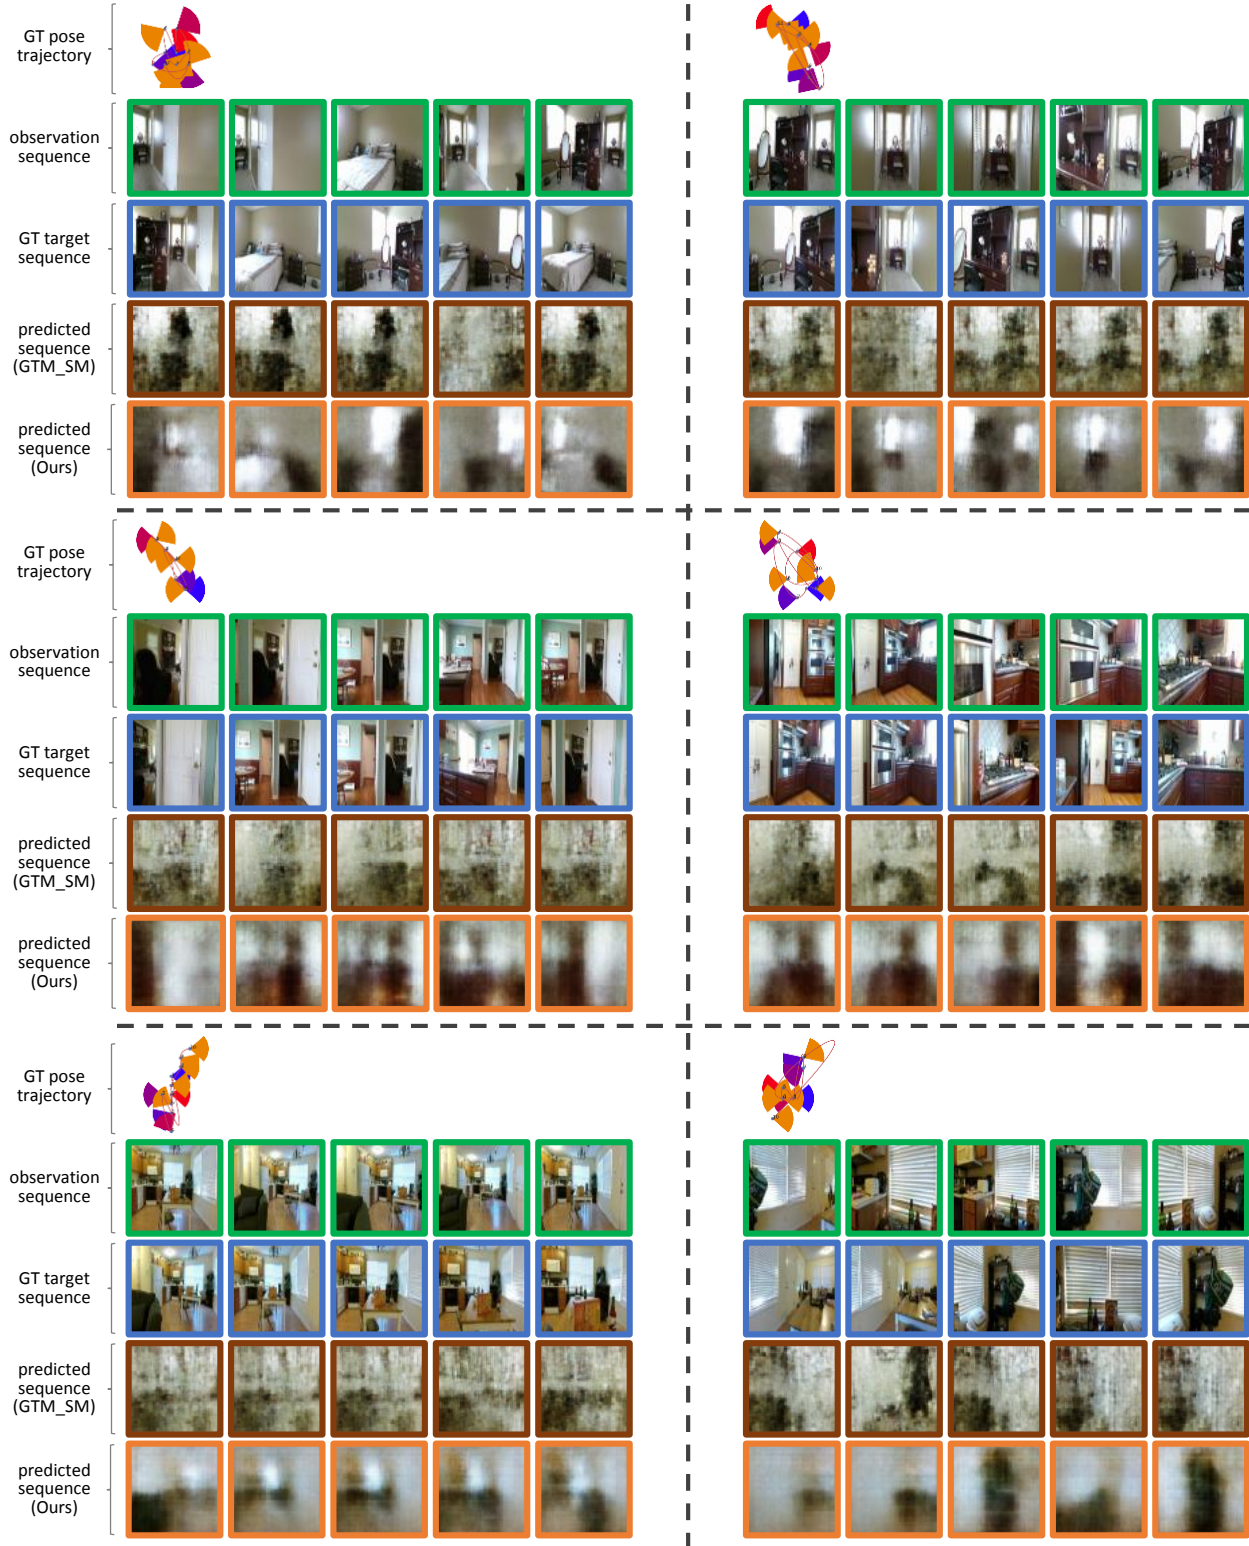 GT pose
trajectory
observation
sequence
GT target
sequence
predicted
sequence
(GTM_SM)
predicted
sequence
(Ours)
GT pose
trajectory
observation
sequence
GT target
sequence
predicted
sequence
(GTM_SM)
predicted
sequence
(Ours)
GT pose
trajectory
observation
sequence
GT target
sequence
predicted
sequence
(GTM_SM)
predicted
sequence
(Ours)